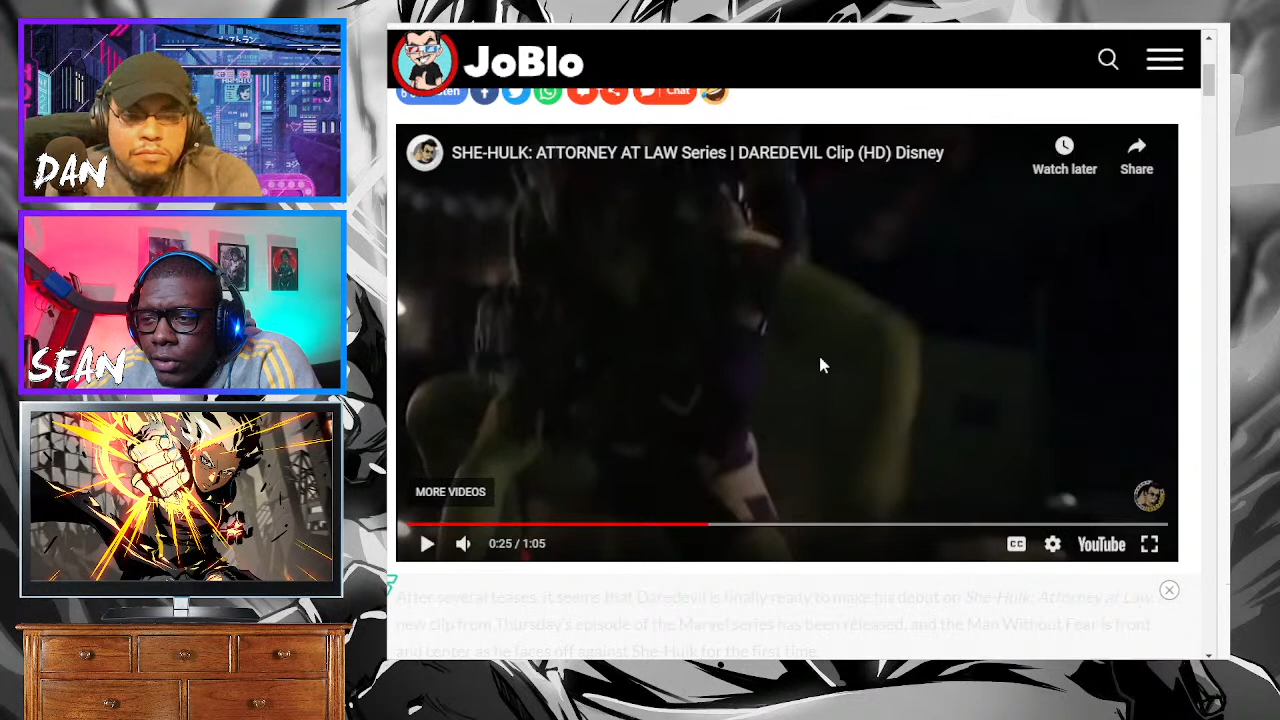 DAN
SEAN
JoBlo
Chat
SHE-HULK: ATTORNEY AT LAW Series | DAREDEVIL Clip (HD) Disney
Watch later
Share
MORE VIDEOS
0:25 / 1:05
CC
YouTube
After several teases, it seems that Daredevil is finally ready to make his debut on She-Hulk: Attorney at Law.
new clip from Thursday's episode of the Marvel series has been released, and the Man Without Fear is front
and center as he faces off against She-Hulk for the first time.